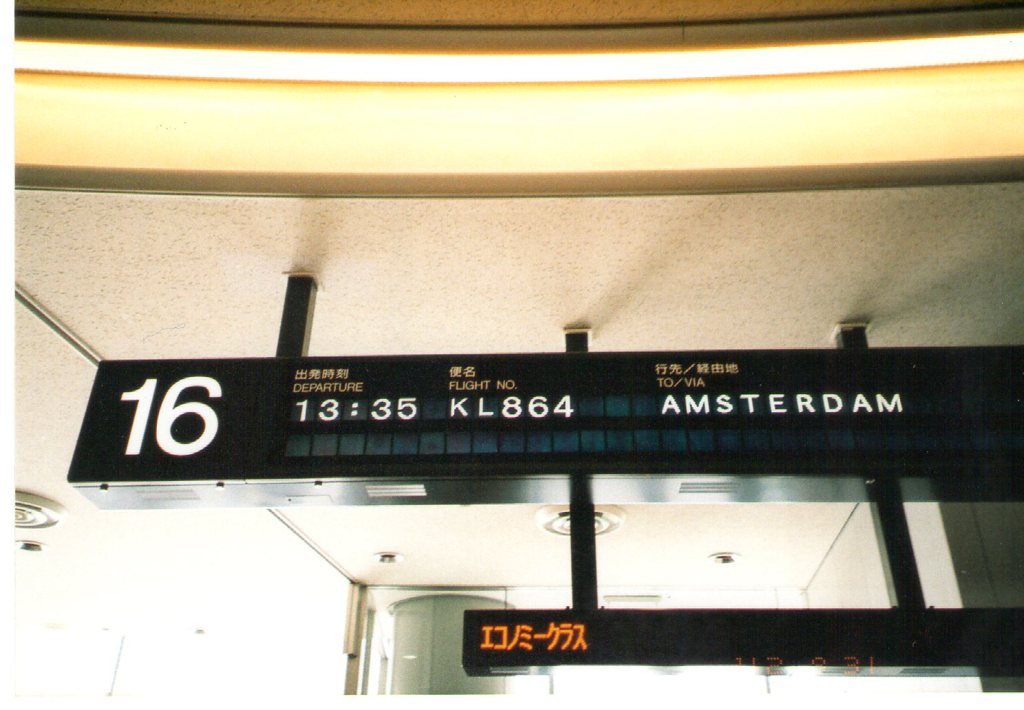 16
出発時刻 便名 行先／経由地
DEPARTURE FLIGHT NO. TO/VIA
13:35 KL864 AMSTERDAM
エコノミークラス